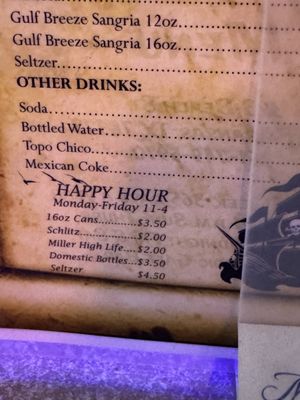 Gulf Breeze Sangria 12oz...................
Gulf Breeze Sangria 16oz...................
Seltzer..............................
OTHER DRINKS:
Soda..............................
Bottled Water..............................
Topo Chico..............................
Mexican Coke..............................
HAPPY HOUR
Monday-Friday 11-4
16oz Cans...........$3.50
Schlitz..............$2.00
Miller High Life....$2.00
Domestic Bottles...$3.50
Seltzer $4.50